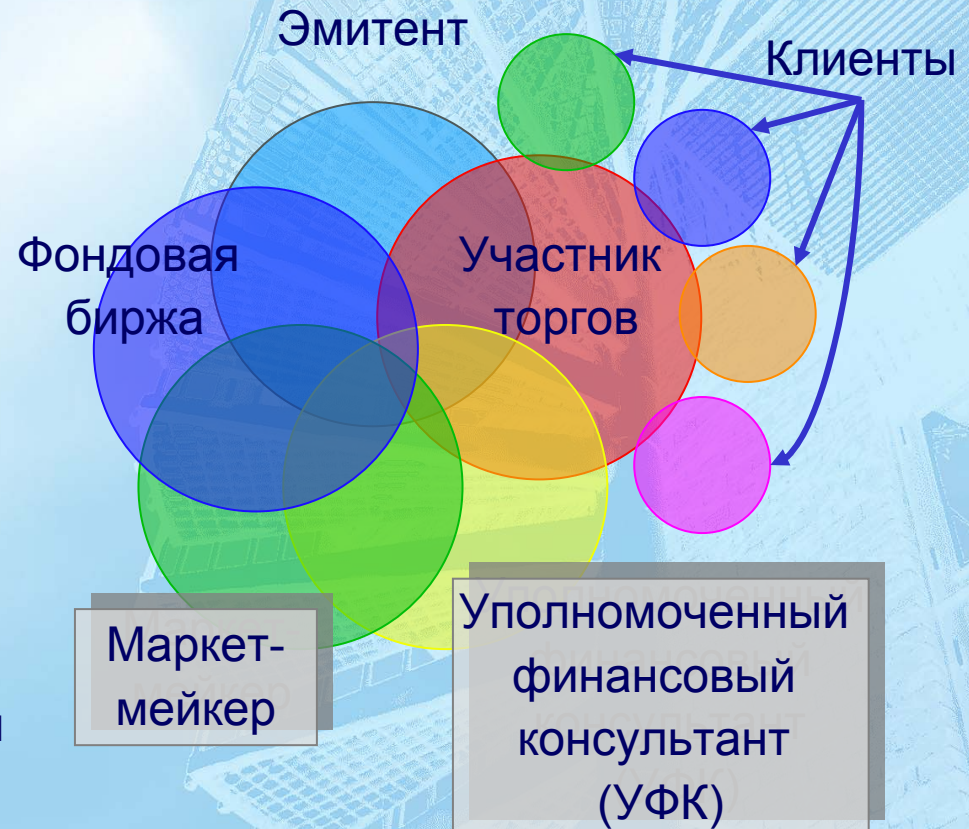 Эмитент
Клиенты
Фондовая
биржа
Участник
торгов
Маркет-
мейкер
Уполномоченный
финансовый
консультант
(УФК)